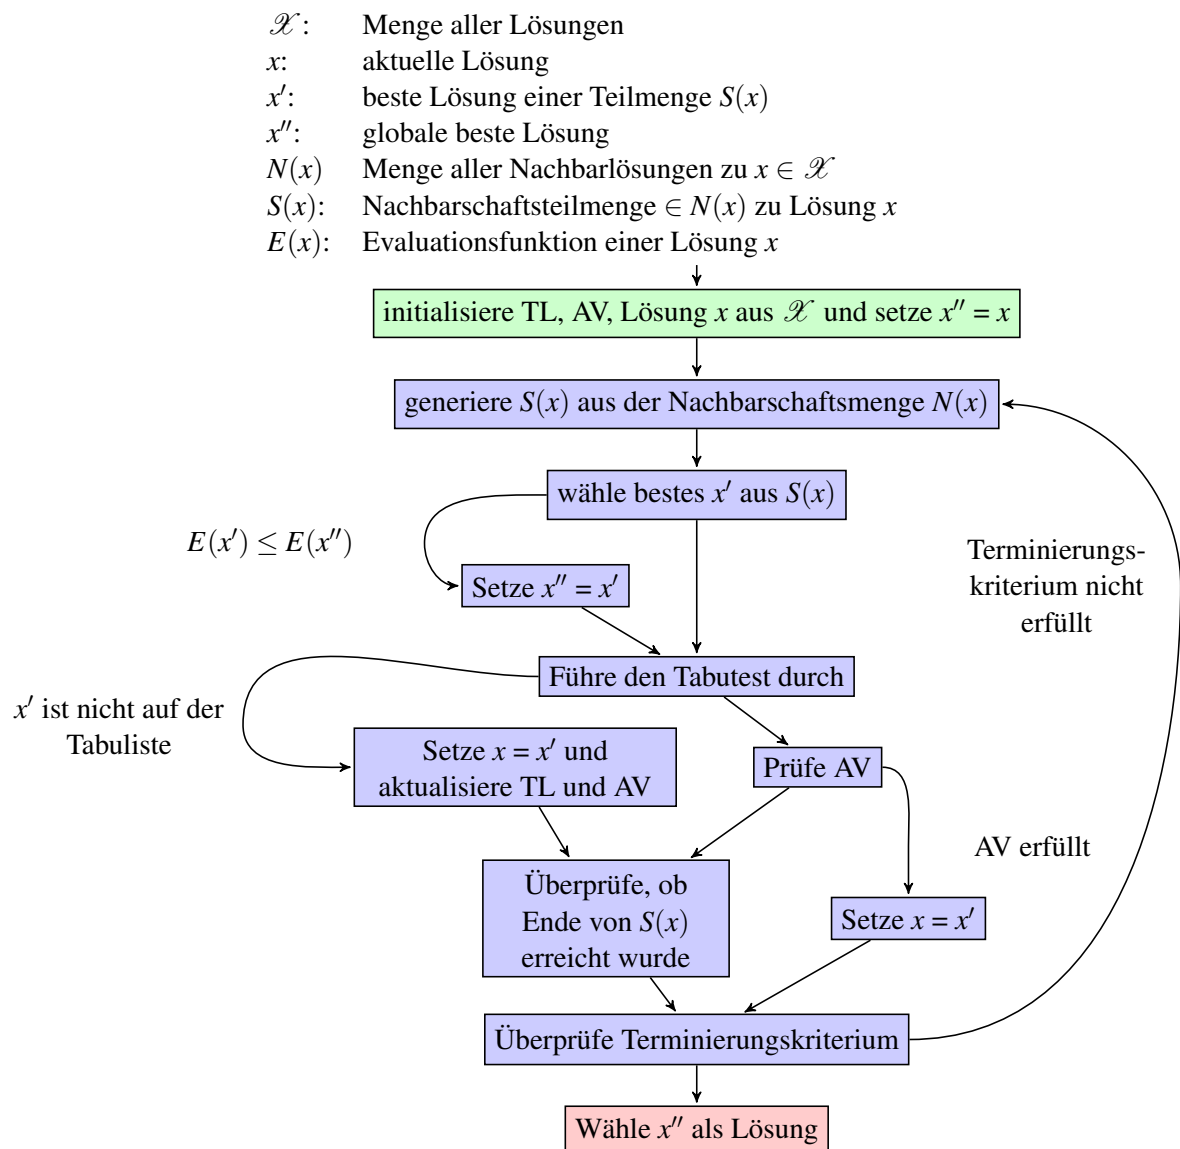 𝒳: Menge aller Lösungen
x: aktuelle Lösung
x′: beste Lösung einer Teilmenge S(x)
x″: globale beste Lösung
N(x) Menge aller Nachbarlösungen zu x ∈ 𝒳
S(x): Nachbarschaftsteilmenge ∈ N(x) zu Lösung x
E(x): Evaluationsfunktion einer Lösung x
initialisiere TL, AV, Lösung x aus 𝒳 und setze x″ = x
generiere S(x) aus der Nachbarschaftsmenge N(x)
wähle bestes x′ aus S(x)
E(x′) ≤ E(x″)
Setze x″ = x′
Terminierungs-
kriterium nicht
erfüllt
Führe den Tabutest durch
x′ ist nicht auf der
Tabuliste
Setze x = x′ und
aktualisiere TL und AV
Prüfe AV
AV erfüllt
Überprüfe, ob
Ende von S(x)
erreicht wurde
Setze x = x′
Überprüfe Terminierungskriterium
Wähle x″ als Lösung